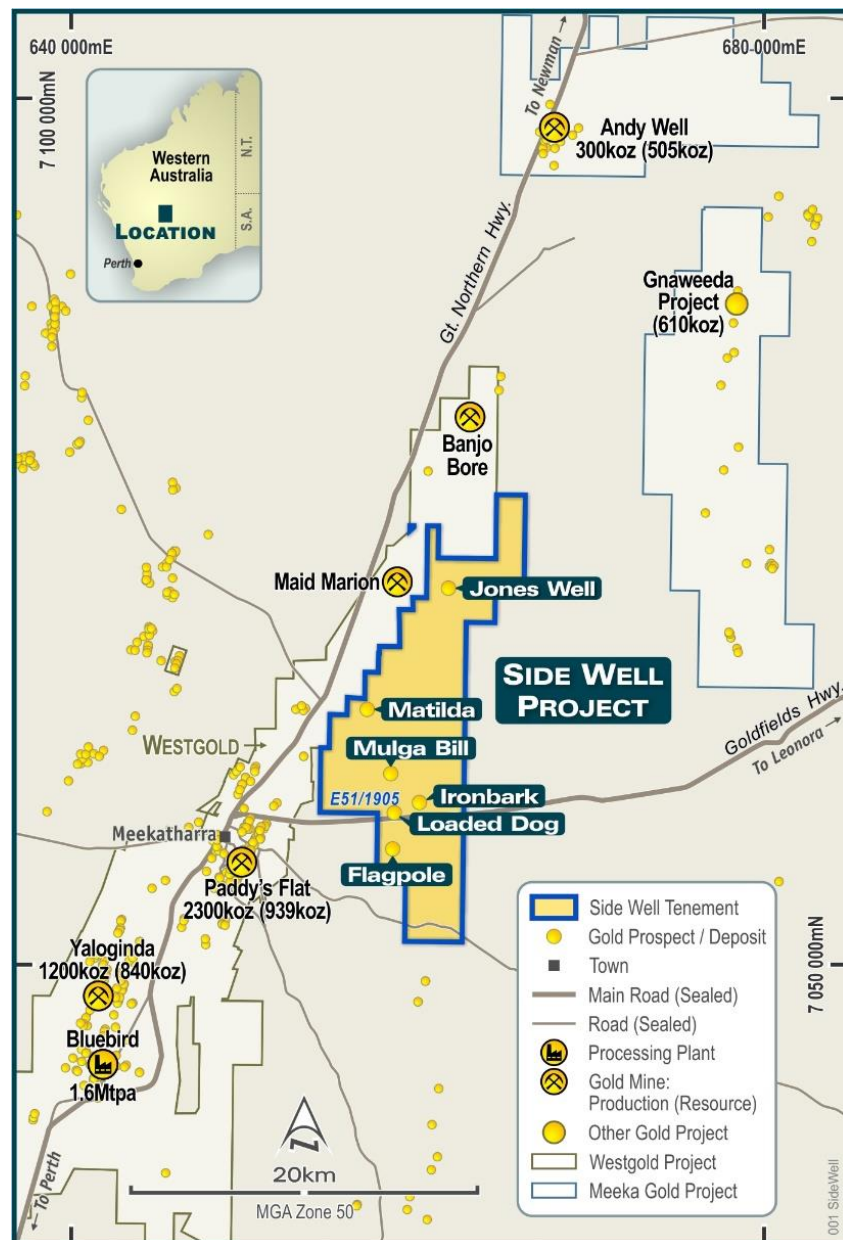 640 000mE
680 000mE
7 100 000mN
To Newman
Western
Australia
N.T.
S.A.
LOCATION
Perth
Andy Well
300koz (505koz)
Gt. Northern Hwy.
Gnaweeda
Project
(610koz)
Banjo
Bore
Maid Marion
Jones Well
SIDE WELL
PROJECT
Matilda
Goldfields Hwy.
To Leonora
WESTGOLD
Mulga Bill
E51/1905
Ironbark
Loaded Dog
Meekatharra
Flagpole
Paddy's Flat
2300koz (939koz)
Yaloginda
1200koz (840koz)
7 050 000mN
Bluebird
1.6Mtpa
To Perth
20km
MGA Zone 50
Side Well Tenement
Gold Prospect / Deposit
Town
Main Road (Sealed)
Road (Sealed)
Processing Plant
Gold Mine:
Production (Resource)
Other Gold Project
Westgold Project
Meeka Gold Project
001 SideWell